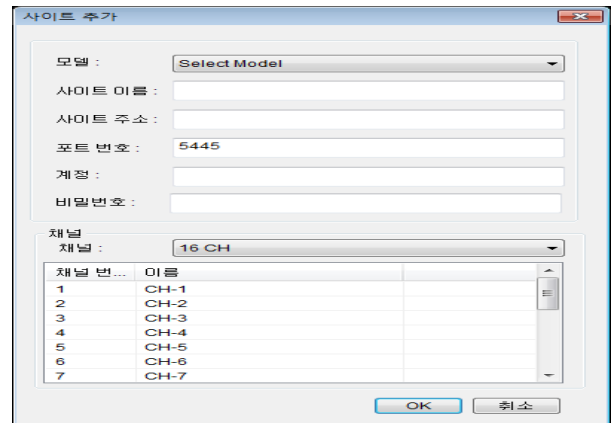 사이트 추가
모델 : Select Model
사이트 이름 :
사이트 주소 :
포트 번호 : 5445
계정 :
비밀번호 :
채널
채널 : 16 CH
채널 번... 이름
1 CH-1
2 CH-2
3 CH-3
4 CH-4
5 CH-5
6 CH-6
7 CH-7
OK 취소